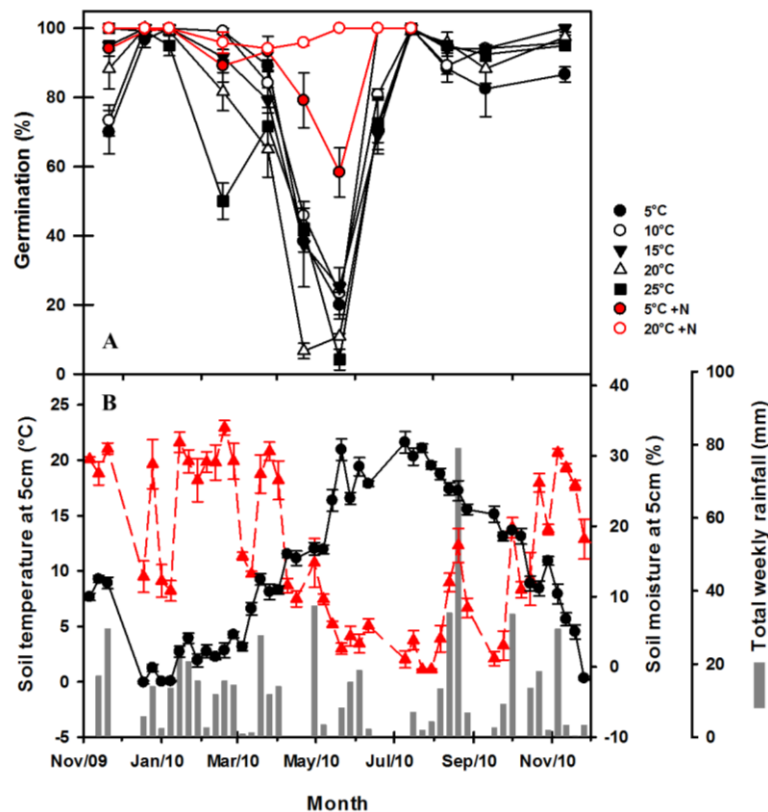 100
80
60
40
20
0
Germination (%)
A
5°C
10°C
15°C
20°C
25°C
5°C +N
20°C +N
B
25
20
15
10
5
0
-5
Soil temperature at 5cm (°C)
40
30
20
10
0
-10
Soil moisture at 5cm (%)
100
80
60
40
20
0
Total weekly rainfall (mm)
Nov/09 Jan/10 Mar/10 May/10 Jul/10 Sep/10 Nov/10
Month